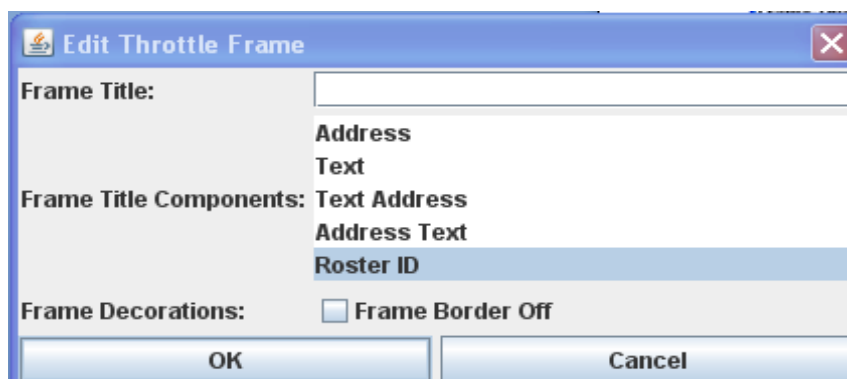 Edit Throttle Frame
Frame Title:
Address
Text
Frame Title Components: Text Address
Address Text
Roster ID
Frame Decorations: Frame Border Off
OK Cancel